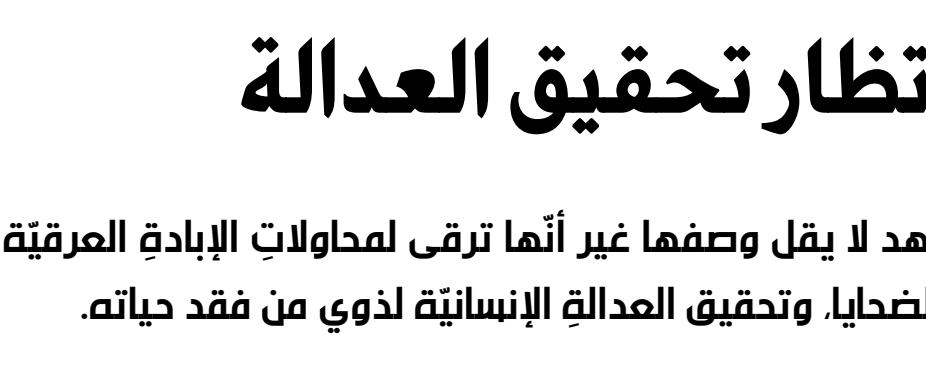 تظار تحقيق العدالة
هد لا يقل وصفها غير أنّها ترقى لمحاولاتِ الإبادةِ العرقيّة
لضحايا، وتحقيق العدالةِ الإنسانيّة لذوي من فقد حياته.